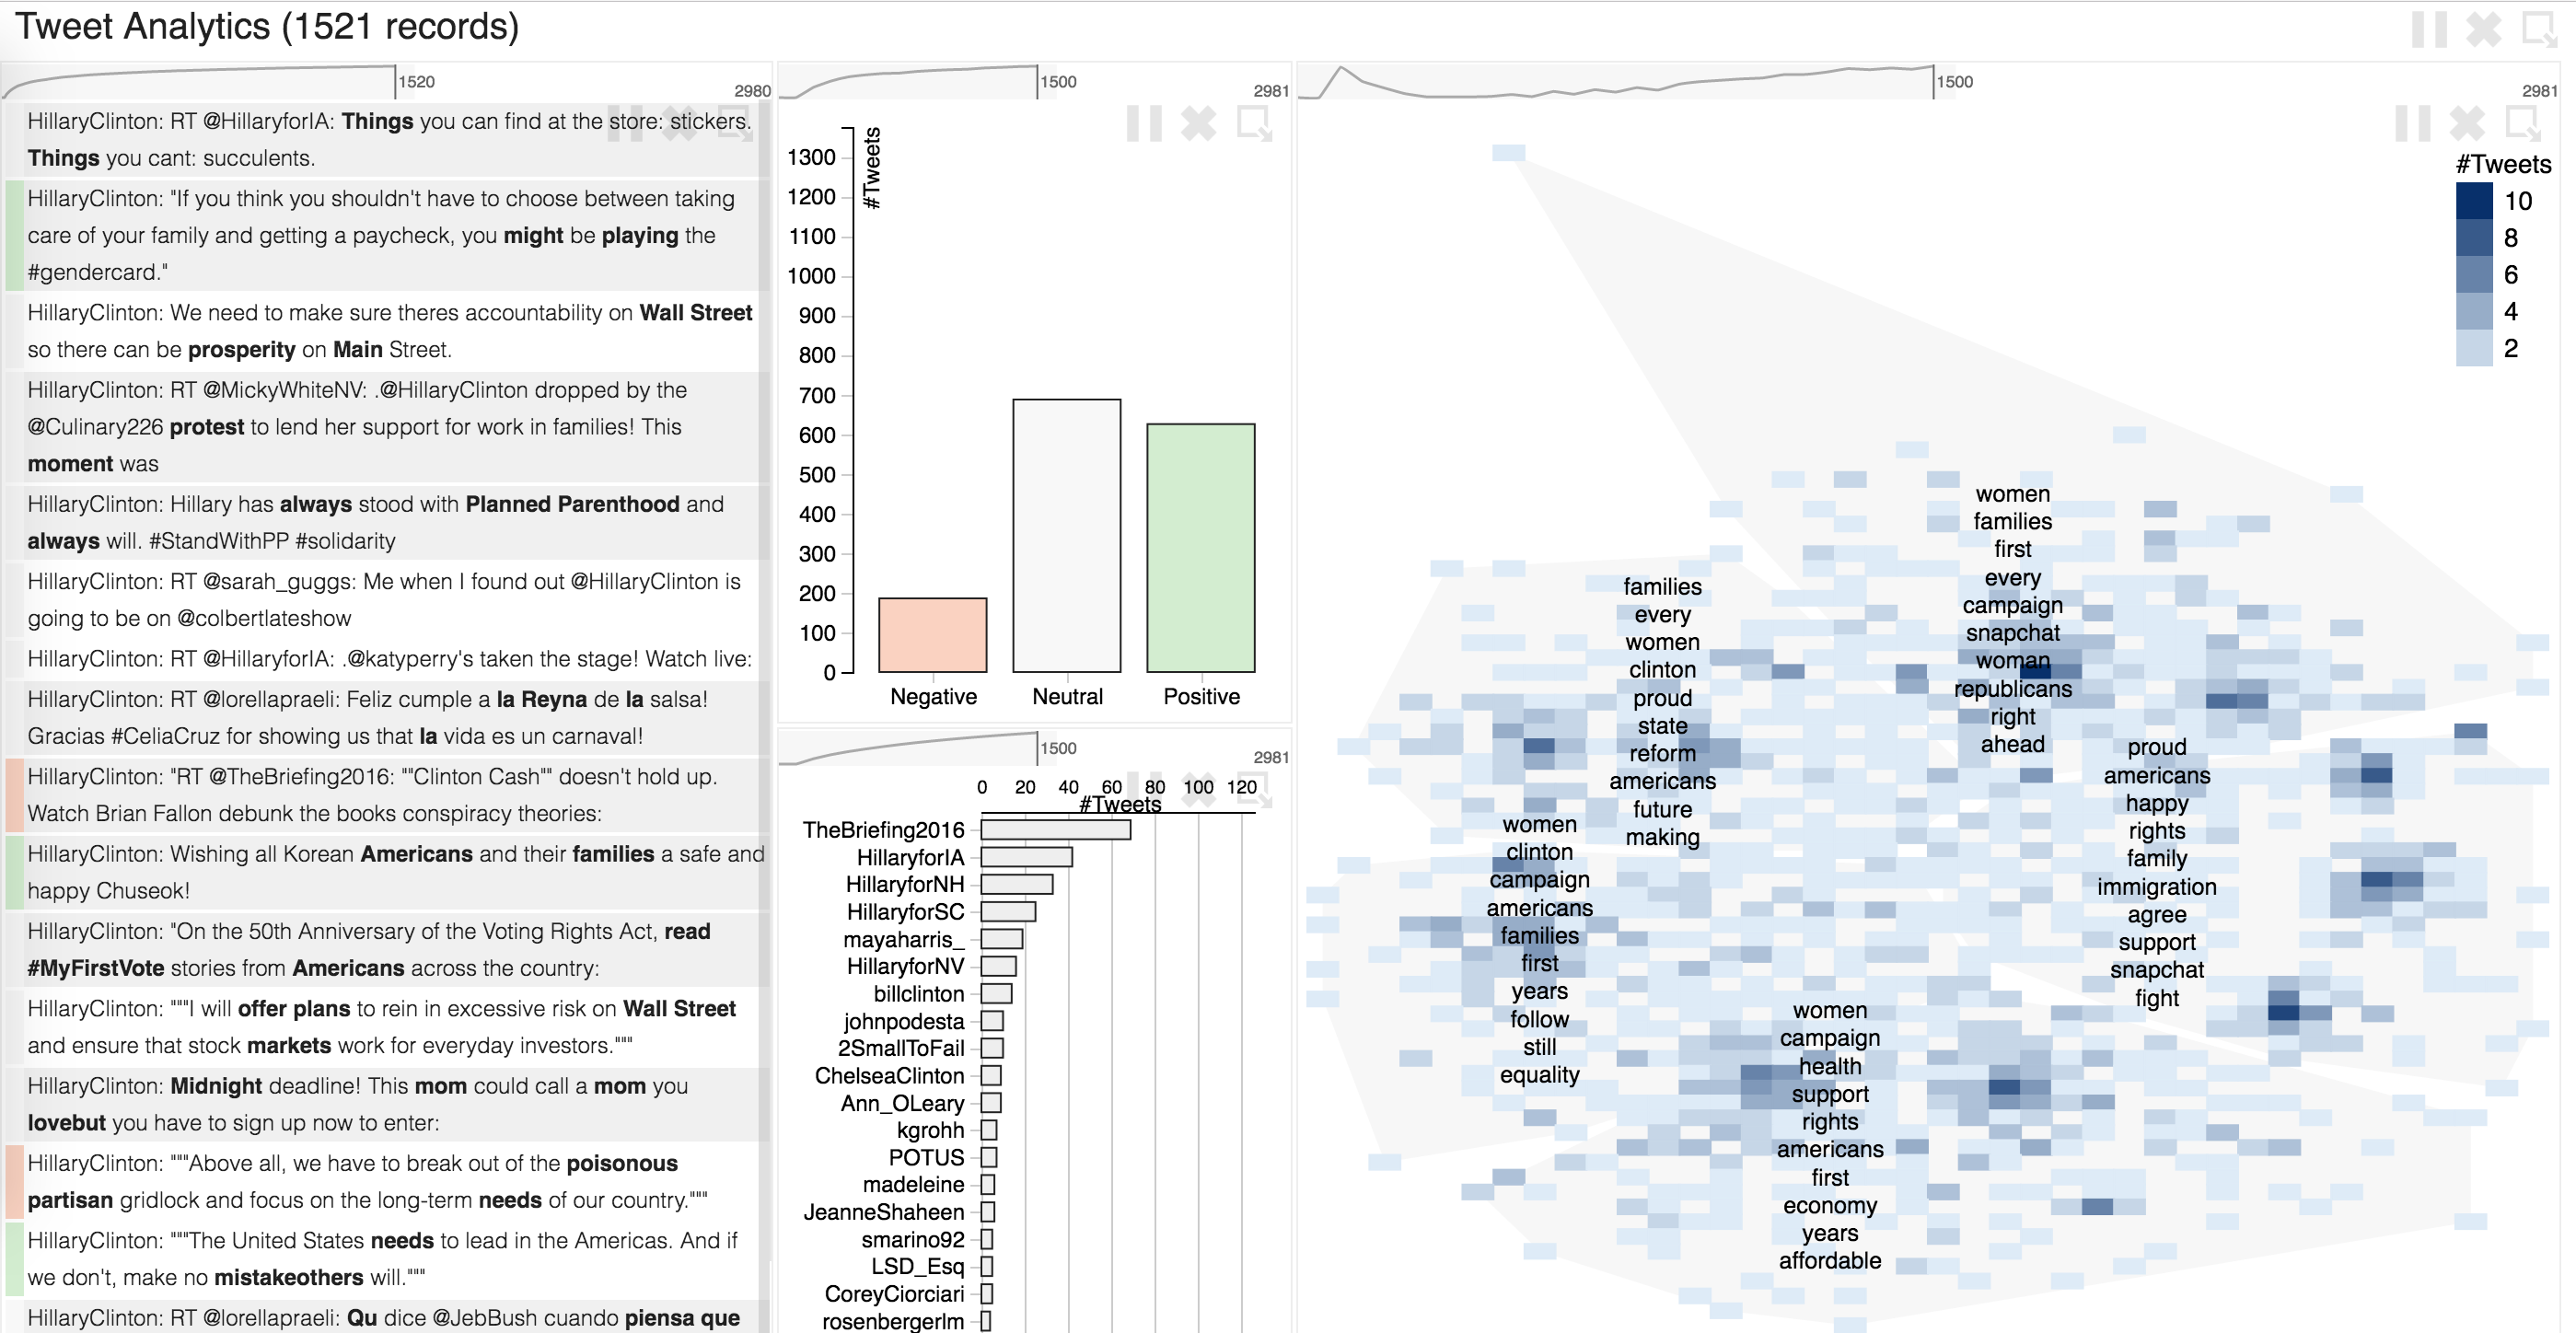 Tweet Analytics (1521 records)
1520
2980
HillaryClinton: RT @HillaryforIA: Things you can find at the store: stickers.
Things you cant: succulents.
HillaryClinton: "If you think you shouldn't have to choose between taking
care of your family and getting a paycheck, you might be playing the
#gendercard."
HillaryClinton: We need to make sure theres accountability on Wall Street
so there can be prosperity on Main Street.
HillaryClinton: RT @MickyWhiteNV: .@HillaryClinton dropped by the
@Culinary226 protest to lend her support for work in families! This
moment was
HillaryClinton: Hillary has always stood with Planned Parenthood and
always will. #StandWithPP #solidarity
HillaryClinton: RT @sarah_guggs: Me when I found out @HillaryClinton is
going to be on @colbertlateshow
HillaryClinton: RT @HillaryforIA: .@katyperry's taken the stage! Watch live:
HillaryClinton: RT @lorellapraeli: Feliz cumple a la Reyna de la salsa!
Gracias #CeliaCruz for showing us that la vida es un carnaval!
HillaryClinton: "RT @TheBriefing2016: ""Clinton Cash"" doesn't hold up.
Watch Brian Fallon debunk the books conspiracy theories:
HillaryClinton: Wishing all Korean Americans and their families a safe and
happy Chuseok!
HillaryClinton: "On the 50th Anniversary of the Voting Rights Act, read
#MyFirstVote stories from Americans across the country:
HillaryClinton: """I will offer plans to rein in excessive risk on Wall Street
and ensure that stock markets work for everyday investors."""
HillaryClinton: Midnight deadline! This mom could call a mom you
lovebut you have to sign up now to enter:
HillaryClinton: """Above all, we have to break out of the poisonous
partisan gridlock and focus on the long-term needs of our country."""
HillaryClinton: """The United States needs to lead in the Americas. And if
we don't, make no mistakeothers will."""
HillaryClinton: RT @lorellapraeli: Qu dice @JebBush cuando piensa que
1500
2981
#Tweets
1300
1200
1100
1000
900
800
700
600
500
400
300
200
100
0
Negative Neutral Positive
1500
2981
0 20 40 60 80 100 120
#Tweets
TheBriefing2016
HillaryforIA
HillaryforNH
HillaryforSC
mayaharris_
HillaryforNV
billclinton
johnpodesta
2SmallToFail
ChelseaClinton
Ann_OLeary
kgrohh
POTUS
madeleine
JeanneShaheen
smarino92
LSD_Esq
CoreyCiorciari
rosenbergerlm
1500
2981
#Tweets
10
8
6
4
2
women
families
first
every
campaign
snapchat
woman
republicans
right
ahead
families
every
women
clinton
proud
state
reform
americans
future
making
proud
americans
happy
rights
family
immigration
agree
support
snapchat
fight
women
clinton
campaign
americans
families
first
years
follow
still
equality
women
campaign
health
support
rights
americans
first
economy
years
affordable